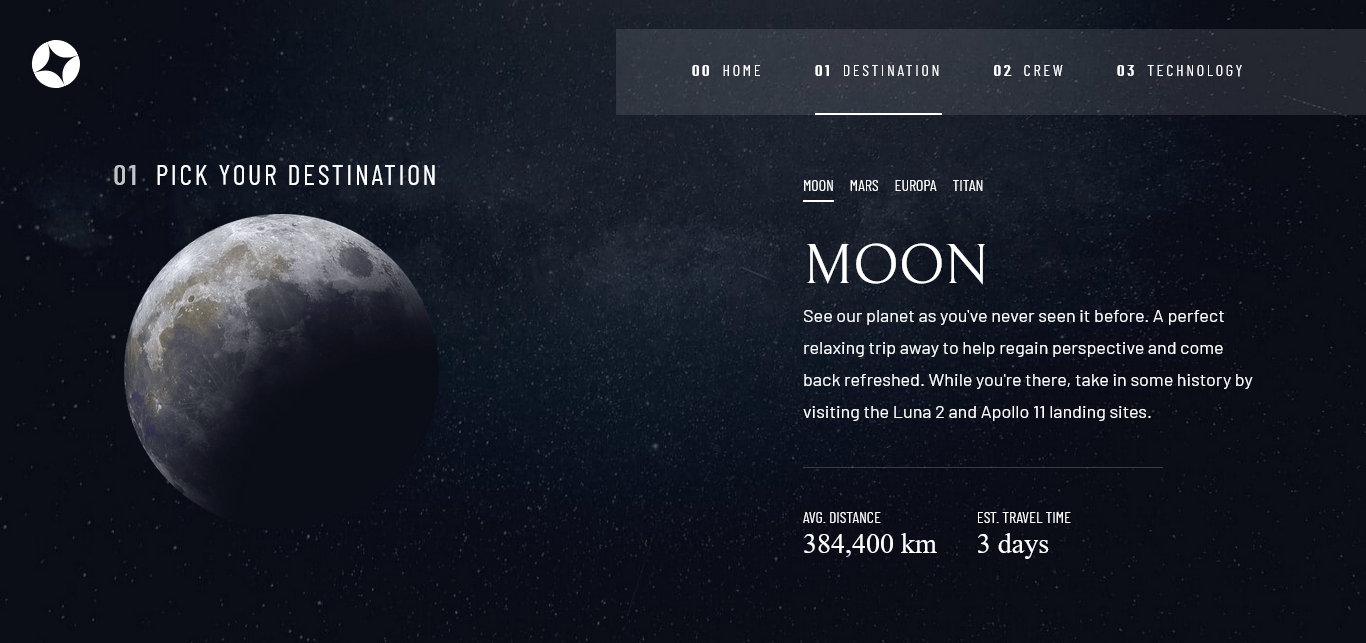 00 HOME 01 DESTINATION 02 CREW 03 TECHNOLOGY
01 PICK YOUR DESTINATION
MOON MARS EUROPA TITAN
MOON
See our planet as you've never seen it before. A perfect
relaxing trip away to help regain perspective and come
back refreshed. While you're there, take in some history by
visiting the Luna 2 and Apollo 11 landing sites.
AVG. DISTANCE
384,400 km
EST. TRAVEL TIME
3 days